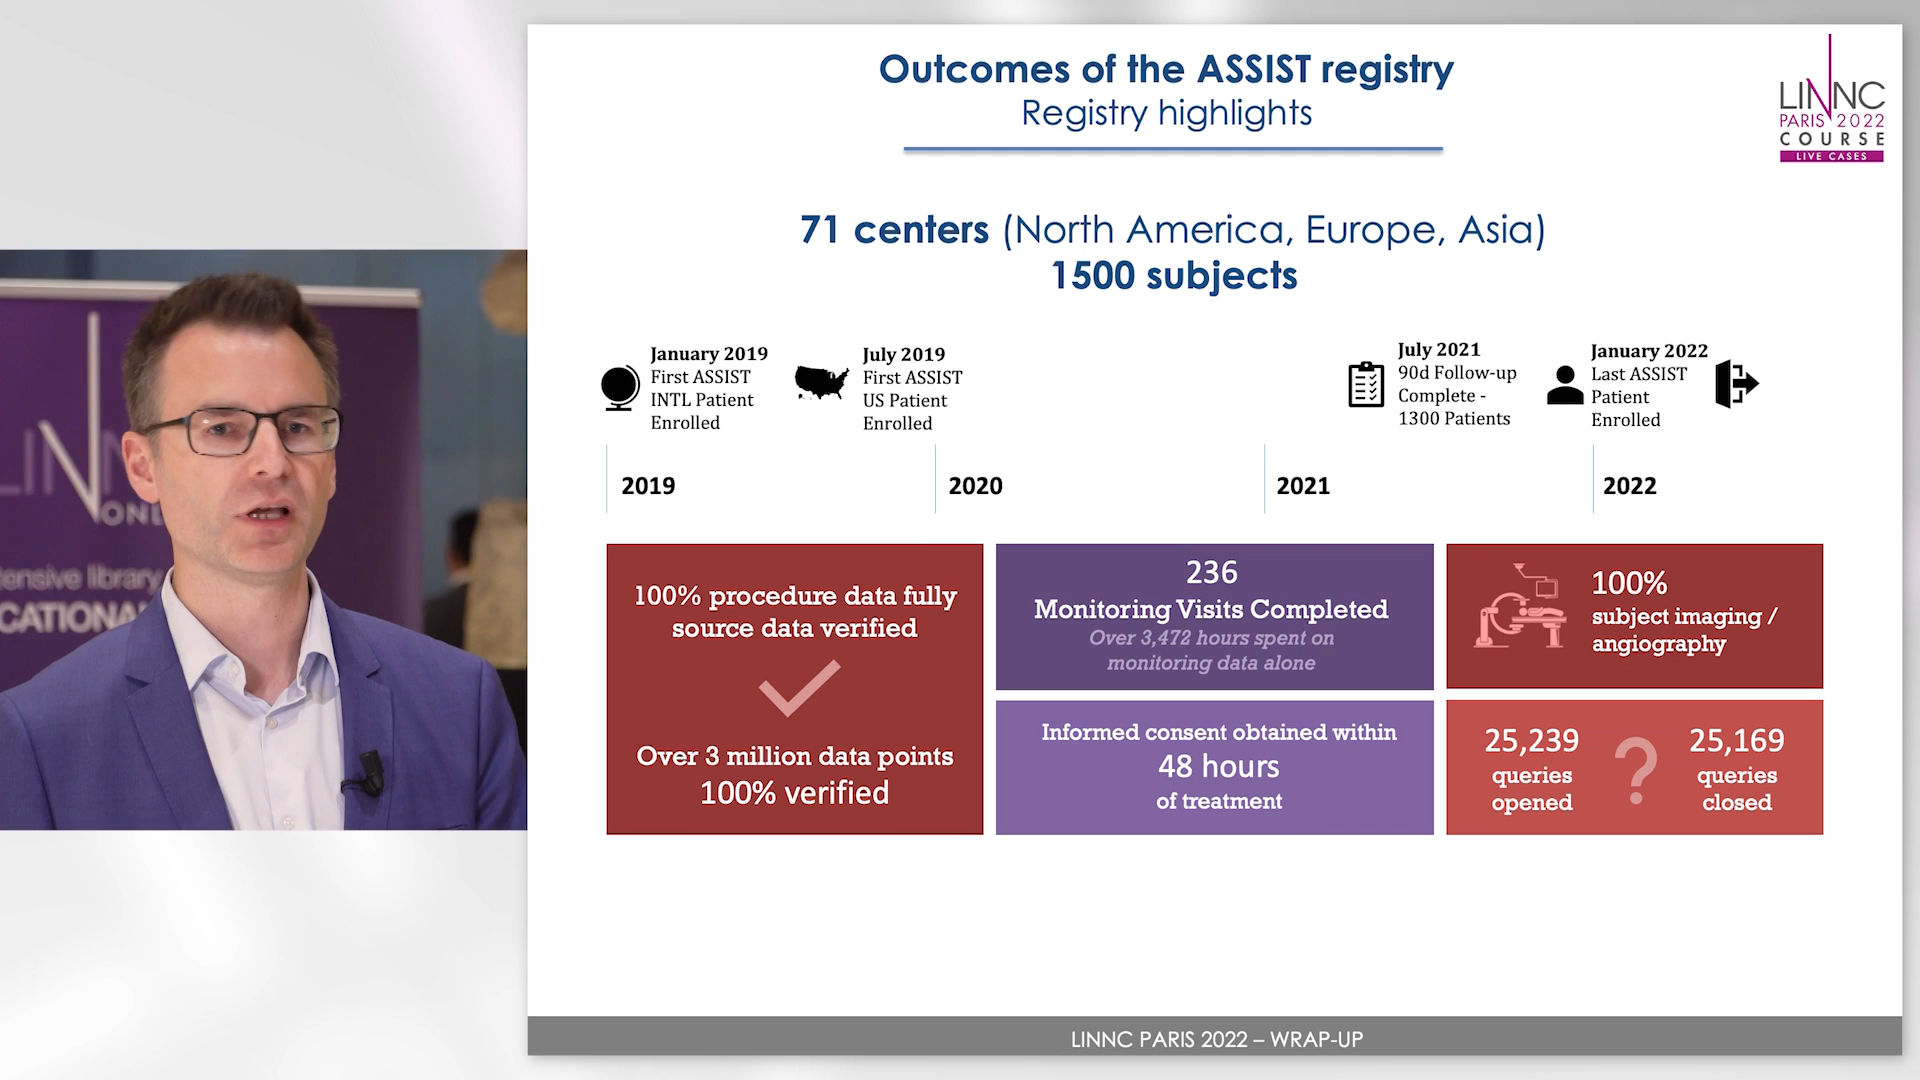 Outcomes of the ASSIST registry
Registry highlights
LINNC
PARIS 2022
COURSE
LIVE CASES
71 centers (North America, Europe, Asia)
1500 subjects
January 2019
First ASSIST
INTL Patient
Enrolled
July 2019
First ASSIST
US Patient
Enrolled
July 2021
90d Follow-up
Complete -
1300 Patients
January 2022
Last ASSIST
Patient
Enrolled
2019
2020
2021
2022
100% procedure data fully
source data verified
Over 3 million data points
100% verified
236
Monitoring Visits Completed
Over 3,472 hours spent on
monitoring data alone
Informed consent obtained within
48 hours
of treatment
100%
subject imaging /
angiography
25,239
queries
opened
?
25,169
queries
closed
LINNC PARIS 2022 – WRAP-UP
LIN
ONL
tensive library
CATIONA